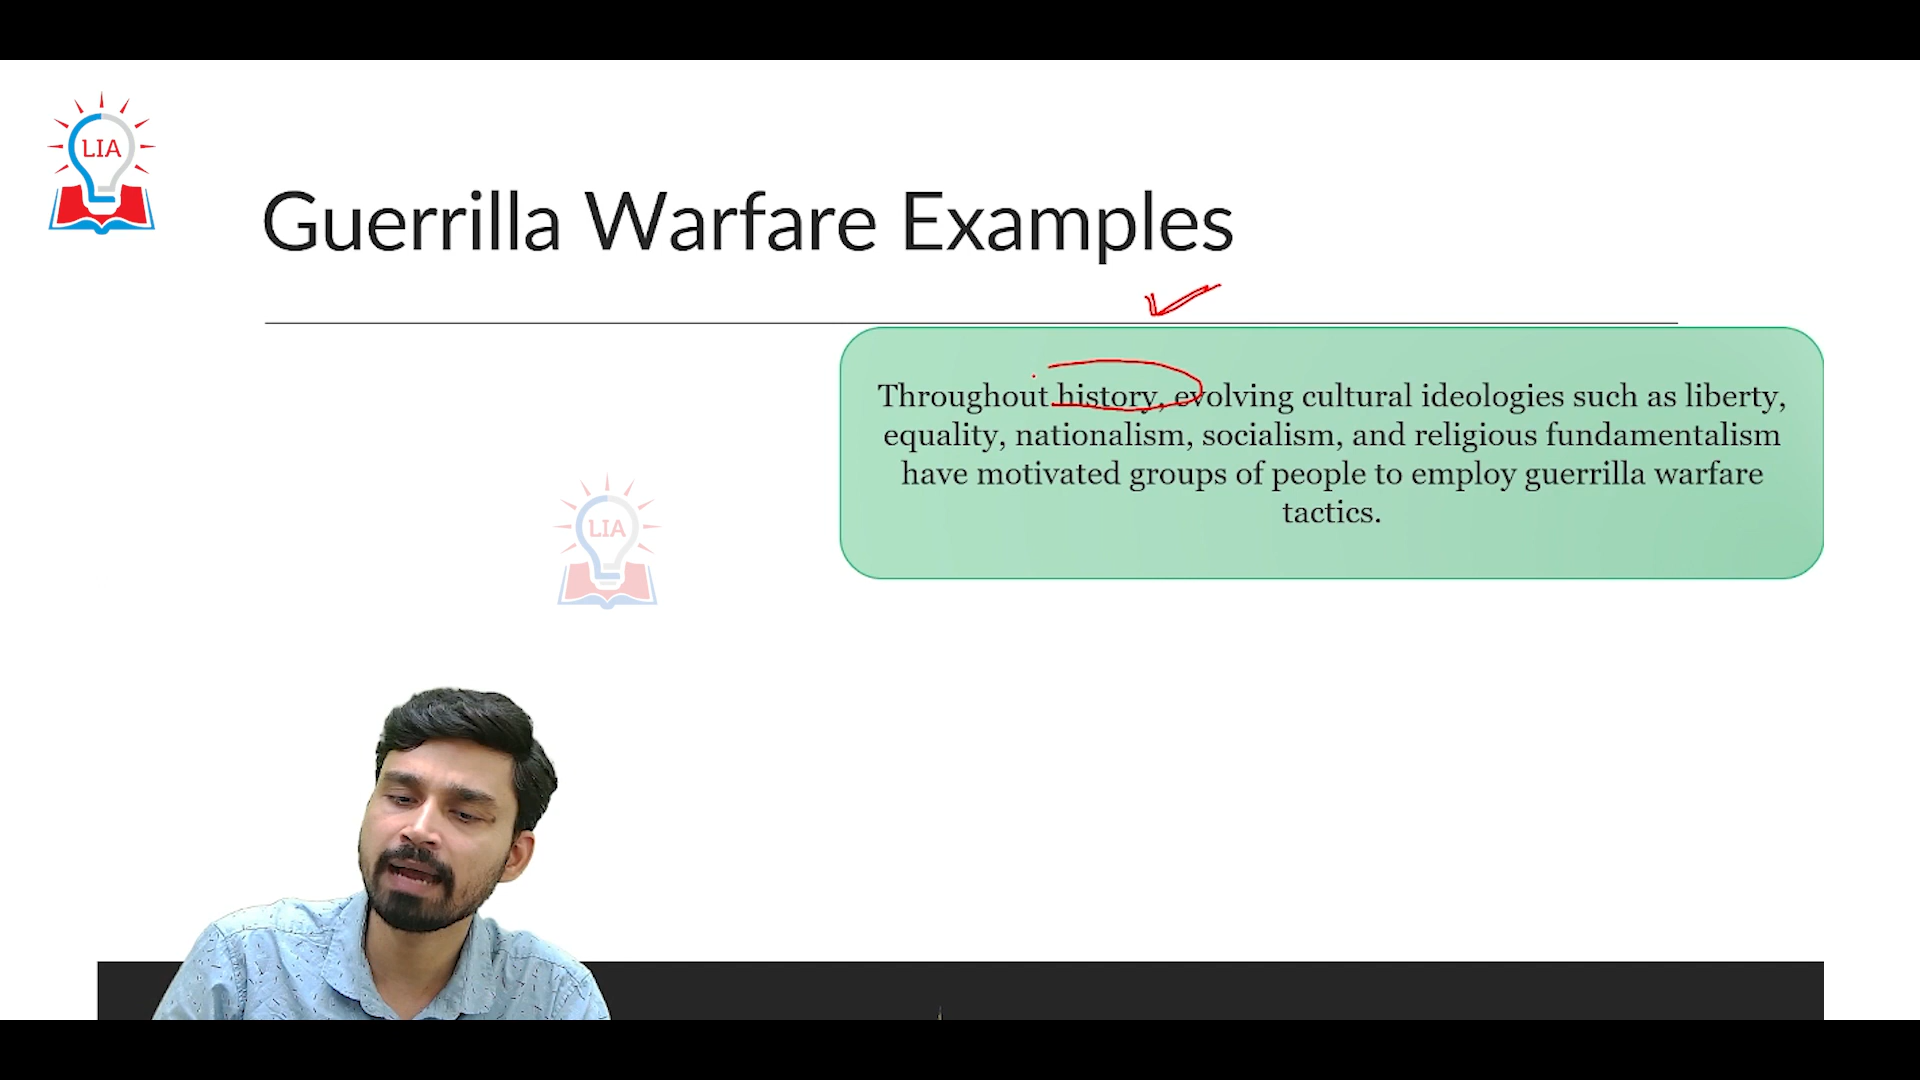 LIA
Guerrilla Warfare Examples
Throughout history, evolving cultural ideologies such as liberty,
equality, nationalism, socialism, and religious fundamentalism
have motivated groups of people to employ guerrilla warfare
tactics.
LIA